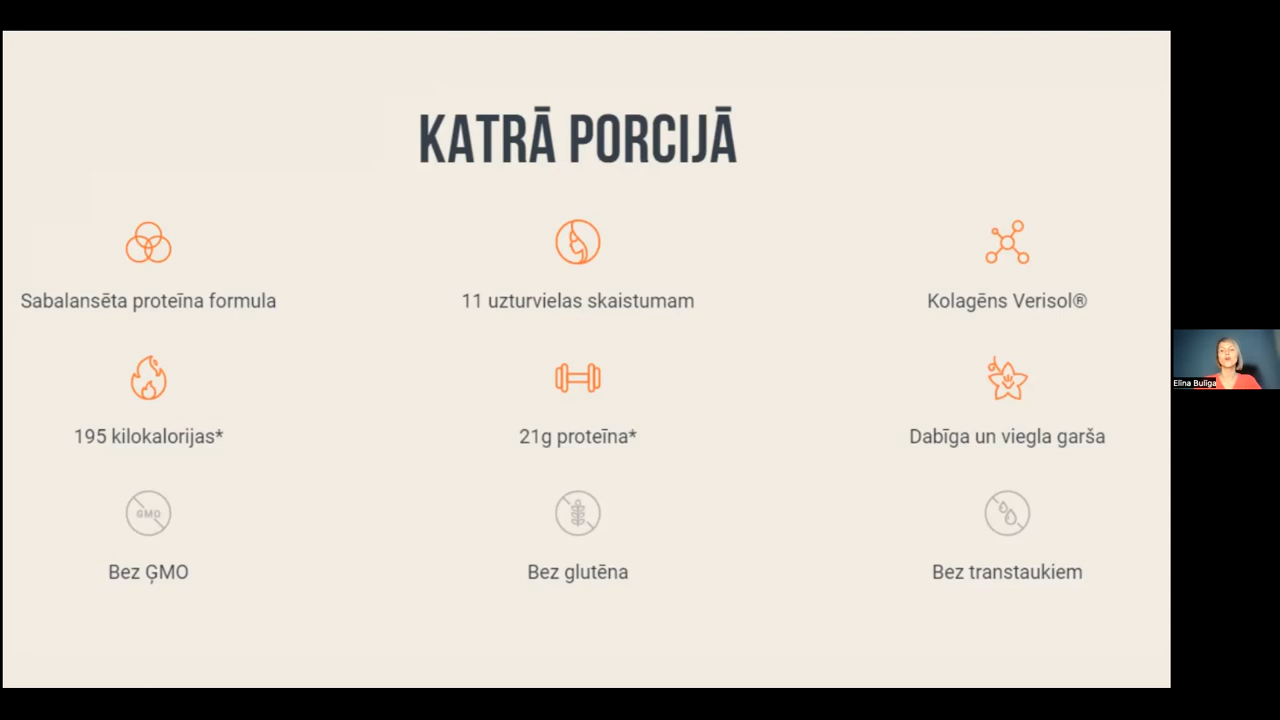 KATRĀ PORCIJĀ
Sabalansēta proteīna formula
11 uzturvielas skaistumam
Kolagēns Verisol®
195 kilokalorijas*
21g proteīna*
Dabīga un viegla garša
GMO
Bez ĢMO
Bez glutēna
Bez transtaukiem
Elina Buliga